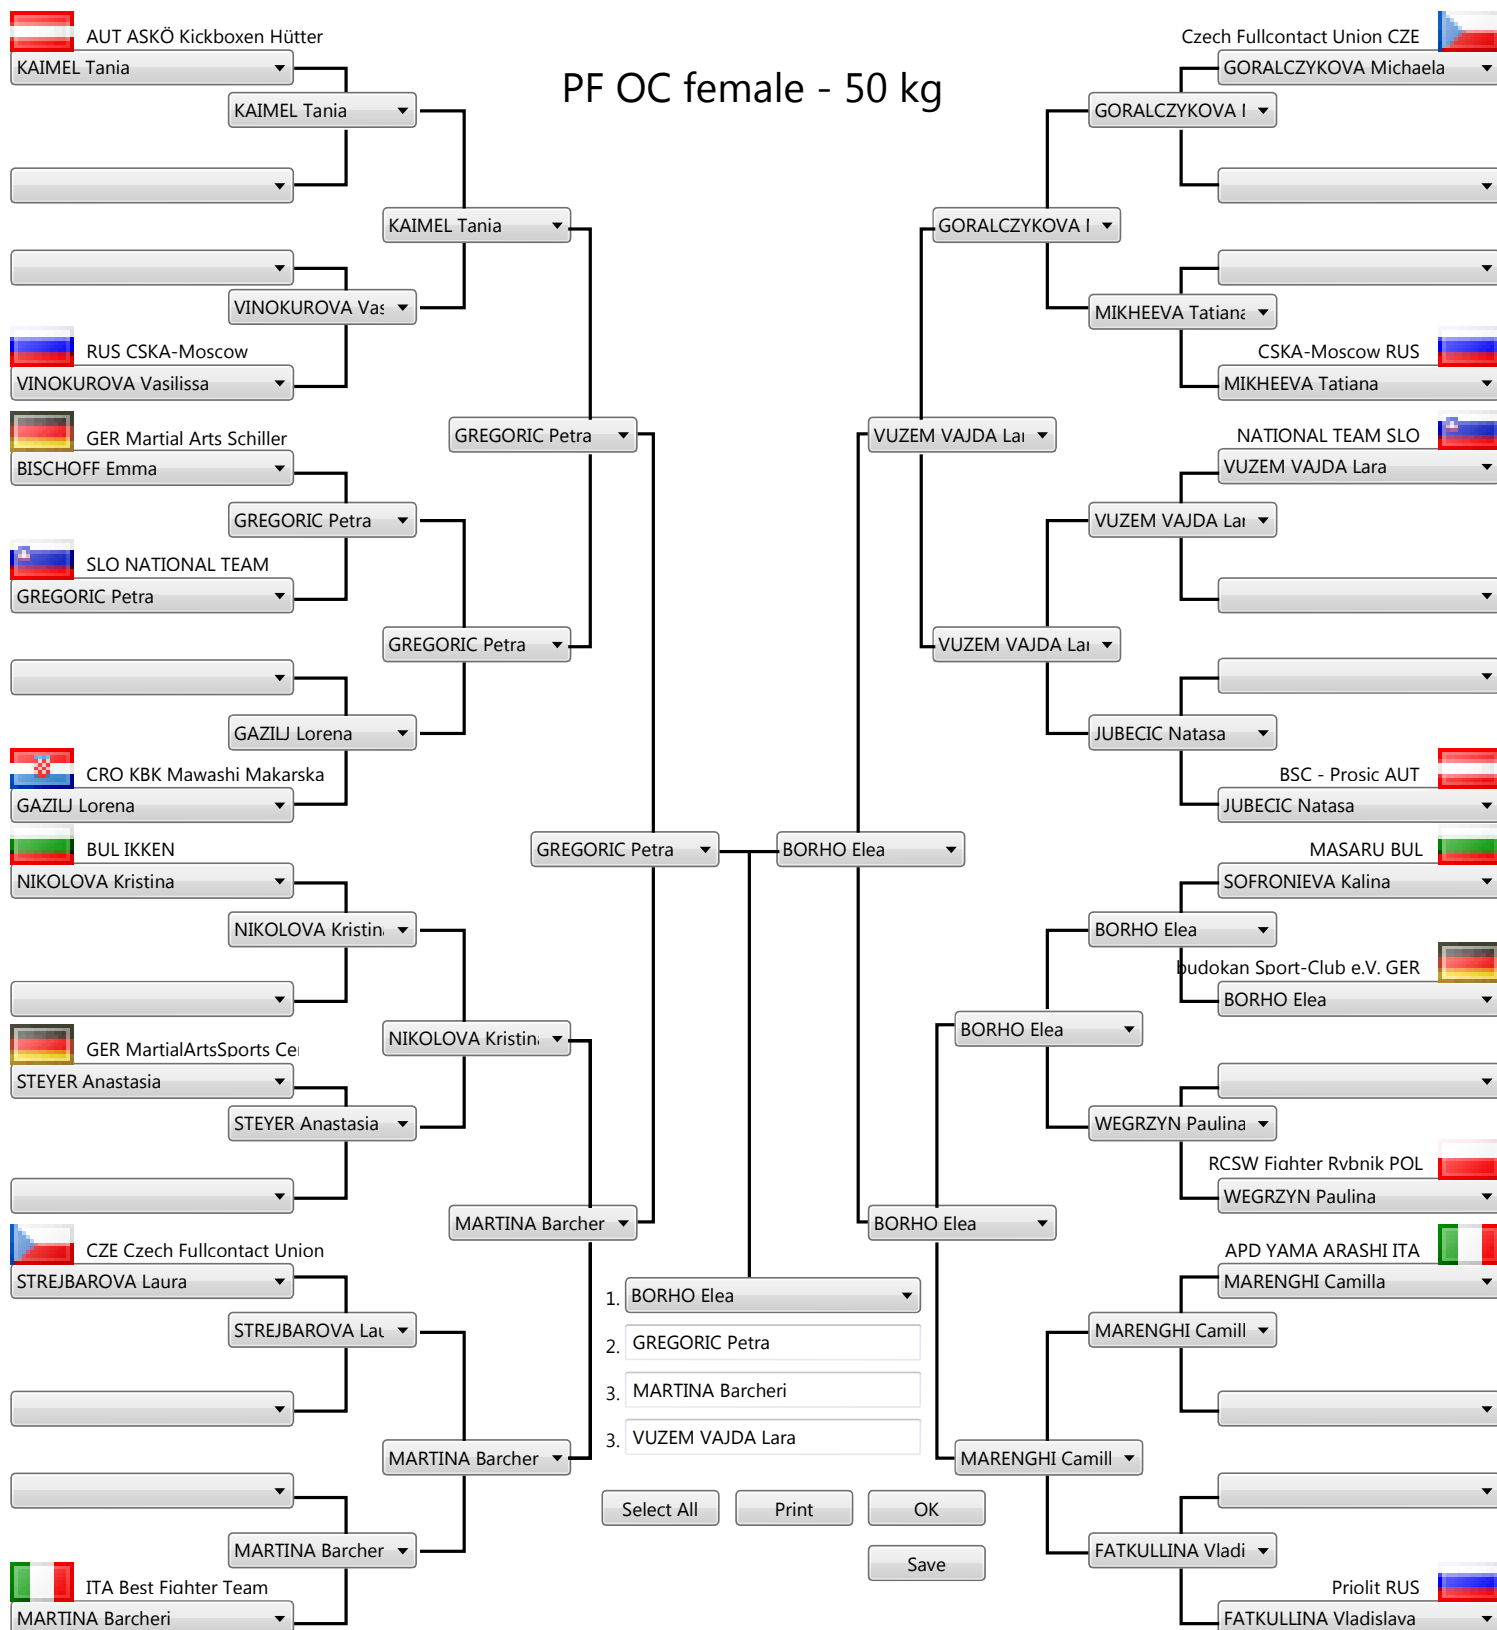 PF OC female - 50 kg
AUT ASKÖ Kickboxen Hütter
KAIMEL Tania
KAIMEL Tania
KAIMEL Tania
VINOKUROVA Vas
RUS CSKA-Moscow
VINOKUROVA Vasilissa
GER Martial Arts Schiller
BISCHOFF Emma
GREGORIC Petra
GREGORIC Petra
SLO NATIONAL TEAM
GREGORIC Petra
GREGORIC Petra
GAZILJ Lorena
CRO KBK Mawashi Makarska
GAZILJ Lorena
BUL IKKEN
NIKOLOVA Kristina
GREGORIC Petra
NIKOLOVA Kristin
GER MartialArtsSports Ce
NIKOLOVA Kristin
STEYER Anastasia
STEYER Anastasia
MARTINA Barcher
CZE Czech Fullcontact Union
STREJBAROVA Laura
STREJBAROVA Lau
MARTINA Barcher
MARTINA Barcher
ITA Best Fighter Team
MARTINA Barcheri
Czech Fullcontact Union CZE
GORALCZYKOVA Michaela
GORALCZYKOVA
GORALCZYKOVA
MIKHEEVA Tatiana
CSKA-Moscow RUS
MIKHEEVA Tatiana
NATIONAL TEAM SLO
VUZEM VAJDA Lar
VUZEM VAJDA Lara
VUZEM VAJDA Lar
VUZEM VAJDA Lar
JUBECIC Natasa
BSC - Prosic AUT
JUBECIC Natasa
BORHO Elea
MASARU BUL
SOFRONIEVA Kalina
BORHO Elea
budokan Sport-Club e.V. GER
BORHO Elea
BORHO Elea
WEGRZYN Paulina
RCSW Fighter Rybnik POL
WEGRZYN Paulina
BORHO Elea
APD YAMA ARASHI ITA
MARENGHI Camilla
MARENGHI Camill
MARENGHI Camill
FATKULLINA Vladi
Priolit RUS
FATKULLINA Vladislava
1. BORHO Elea
2. GREGORIC Petra
3. MARTINA Barcheri
3. VUZEM VAJDA Lara
Select All
Print
OK
Save